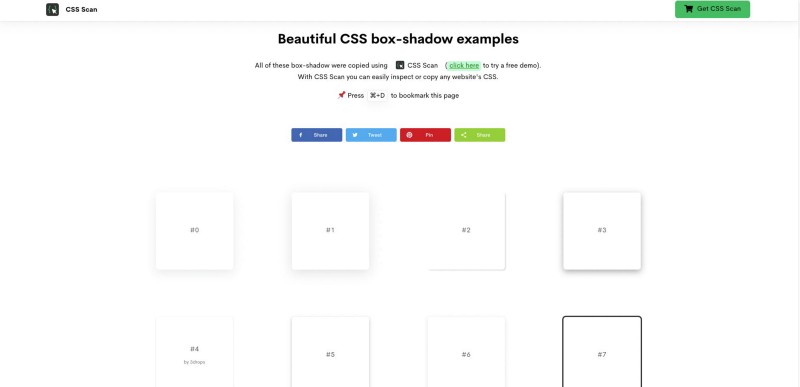 CSS Scan
Get CSS Scan
Beautiful CSS box-shadow examples
All of these box-shadow were copied using CSS Scan (click here to try a free demo).
With CSS Scan you can easily inspect or copy any website's CSS.
Press ⌘+D to bookmark this page
Share Tweet Pin Share
#0 #1 #2 #3
#4 #5 #6 #7